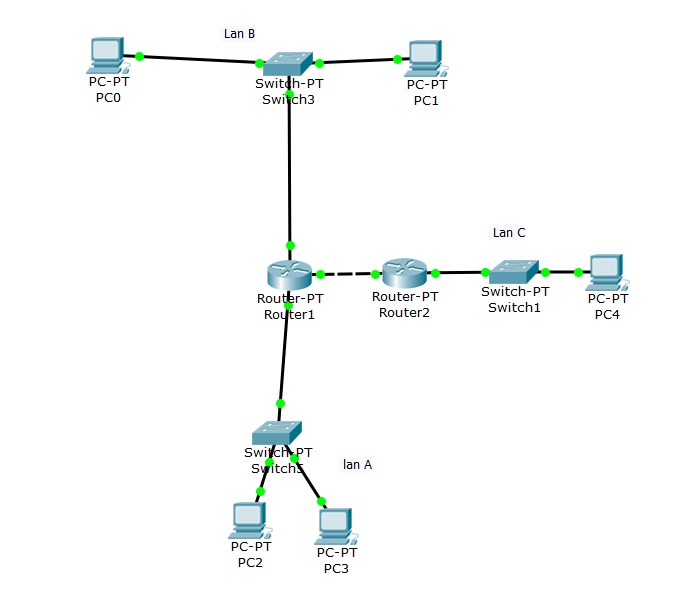 Lan B
PC-PT
PC0
Switch-PT
Switch3
PC-PT
PC1
Lan C
Router-PT
Router1
Router-PT
Router2
Switch-PT
Switch1
PC-PT
PC4
Switch-PT
Switch5
lan A
PC-PT
PC2
PC-PT
PC3